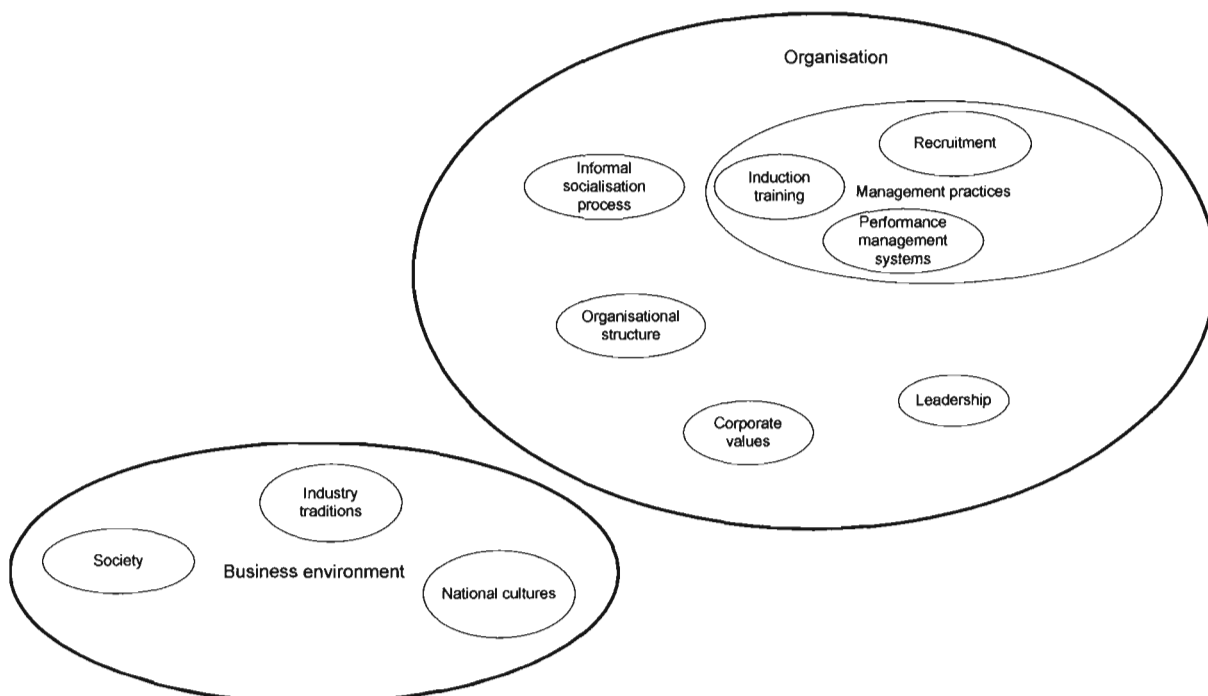 Organisation
Recruitment
Informal
socialisation
process
Induction
training
Management practices
Performance
management
systems
Organisational
structure
Leadership
Corporate
values
Industry
traditions
Society
Business environment
National cultures